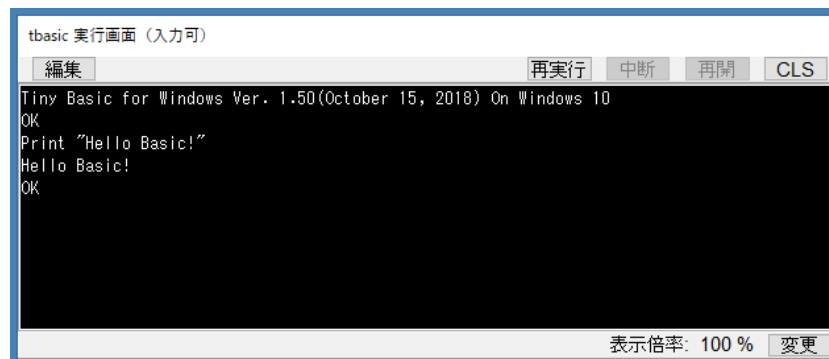 tbasic 実行画面（入力可）
編集 再実行 中断 再開 CLS
Tiny Basic for Windows Ver. 1.50(October 15, 2018) On Windows 10
OK
Print "Hello Basic!"
Hello Basic!
OK
表示倍率: 100 % 変更